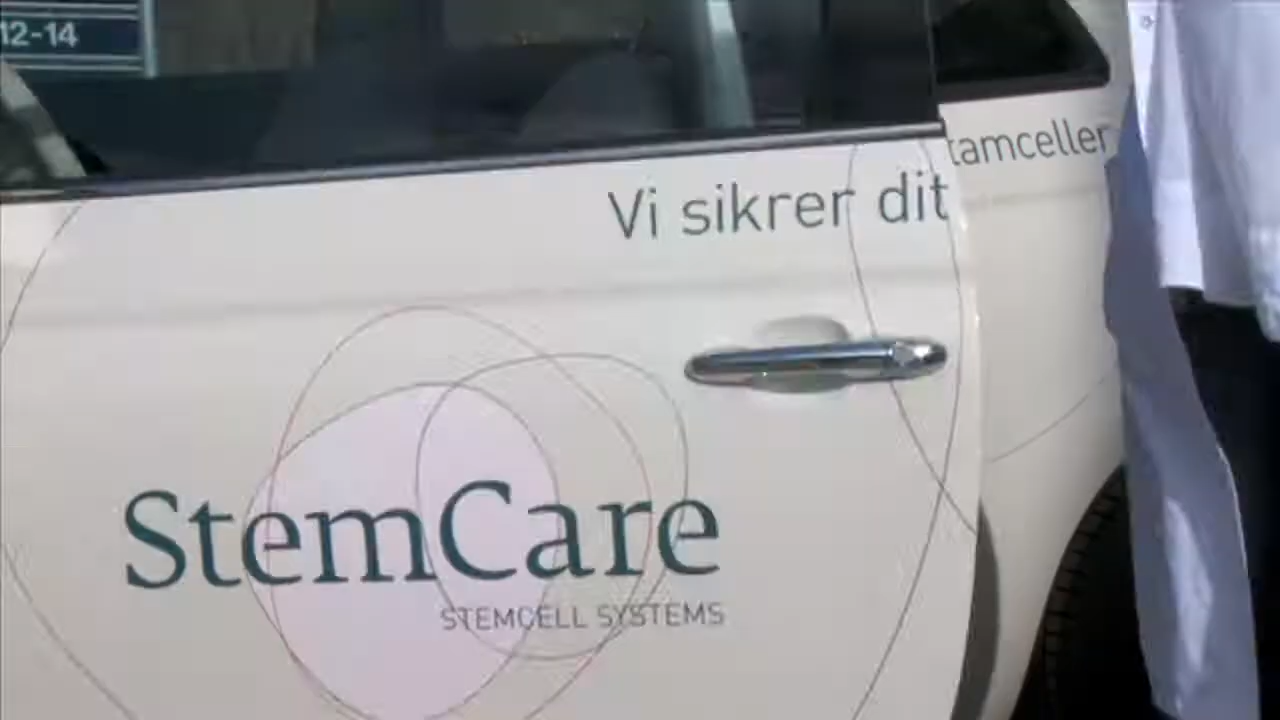 12-14
tamceller
Vi sikrer dit
StemCare
STEMCELL SYSTEMS